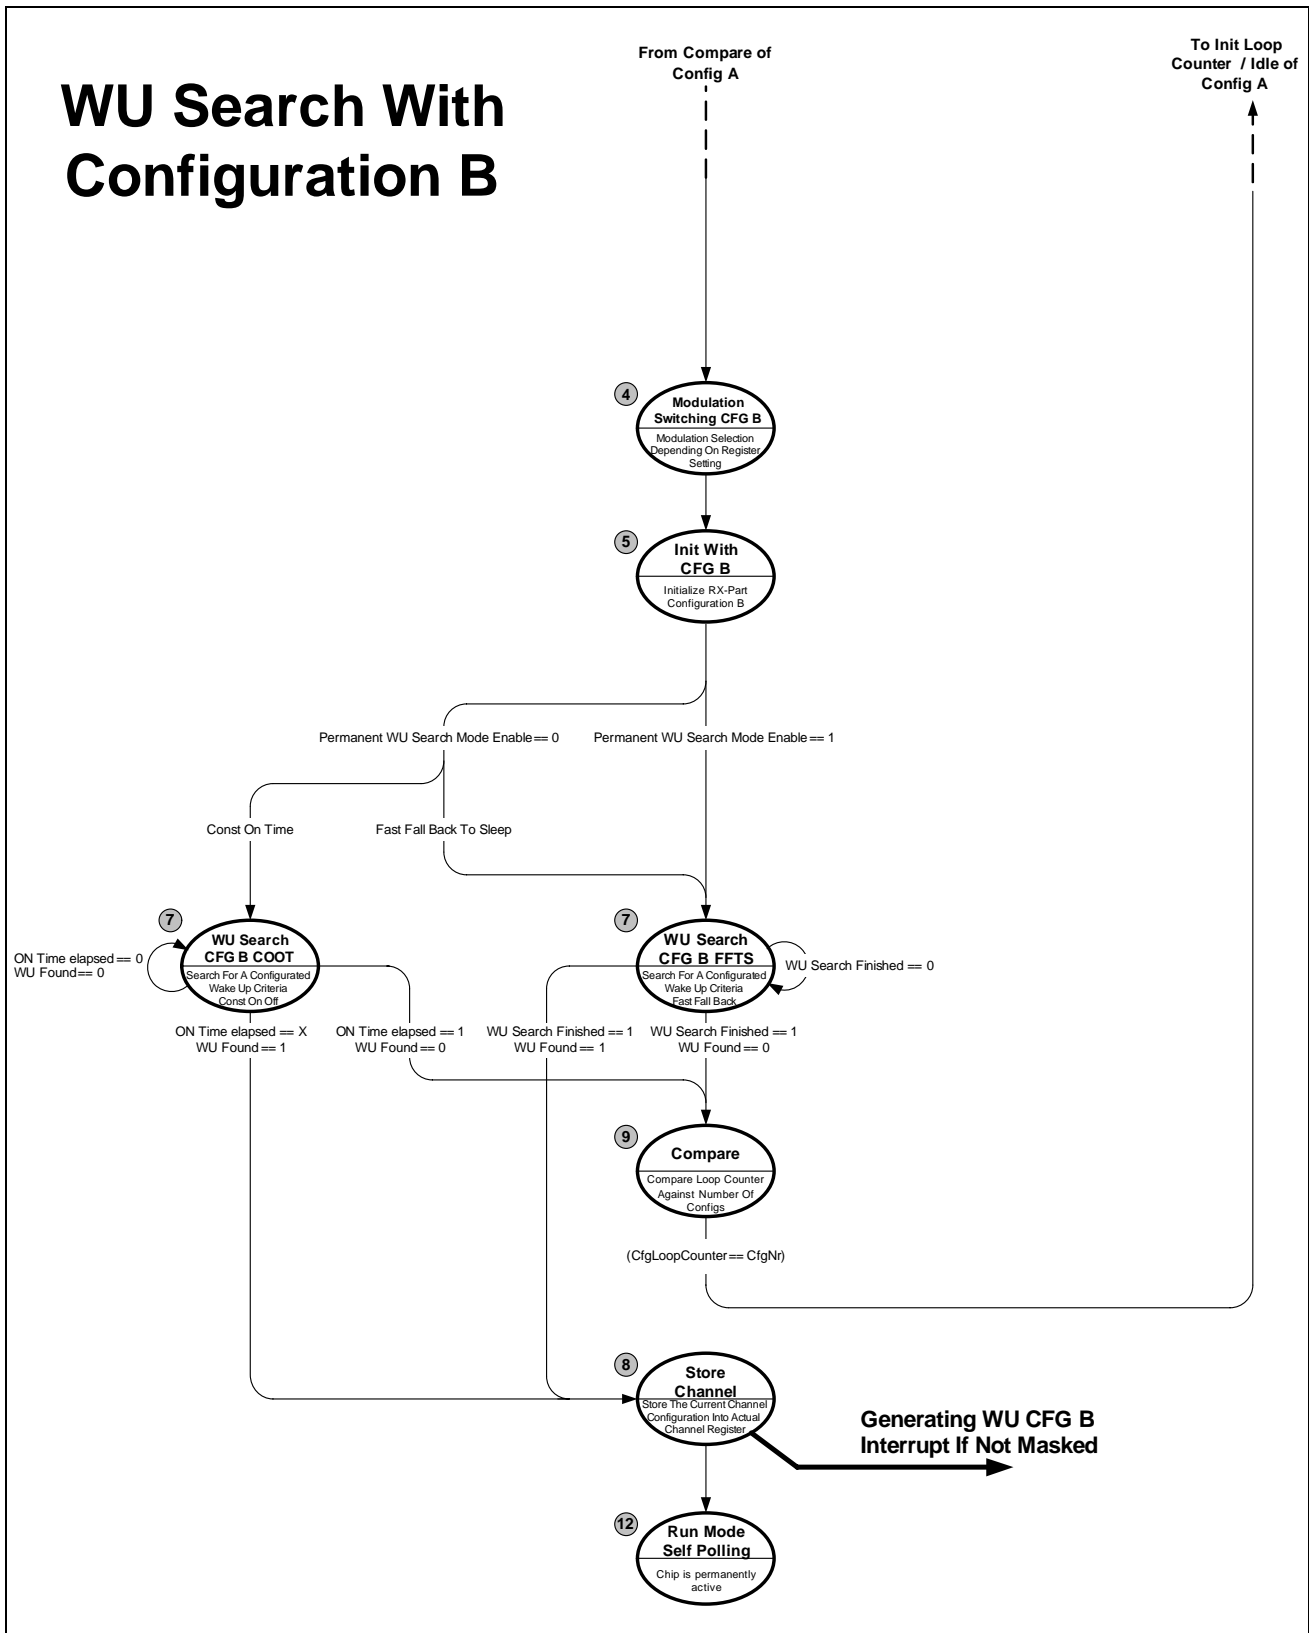 From Compare of
Config A
To Init Loop
Counter / Idle of
Config A
WU Search With
Configuration B
4
Modulation
Switching CFG B
Modulation Selection
Depending On Register
Setting
5
Init With
CFG B
Initialize RX-Part
Configuration B
Permanent WU Search Mode Enable == 0
Permanent WU Search Mode Enable == 1
Const On Time
Fast Fall Back To Sleep
7
WU Search
CFG B COOT
Search For A Configurated
Wake Up Criteria
Const On Off
ON Time elapsed == 0
WU Found == 0
7
WU Search
CFG B FFTS
Search For A Configurated
Wake Up Criteria
Fast Fall Back
WU Search Finished == 0
ON Time elapsed == X
WU Found == 1
ON Time elapsed == 1
WU Found == 0
WU Search Finished == 1
WU Found == 1
WU Search Finished == 1
WU Found == 0
9
Compare
Compare Loop Counter
Against Number Of
Configs
(CfgLoopCounter == CfgNr)
8
Store
Channel
Store The Current Channel
Configuration Into Actual
Channel Register
Generating WU CFG B
Interrupt If Not Masked
12
Run Mode
Self Polling
Chip is permanently
active